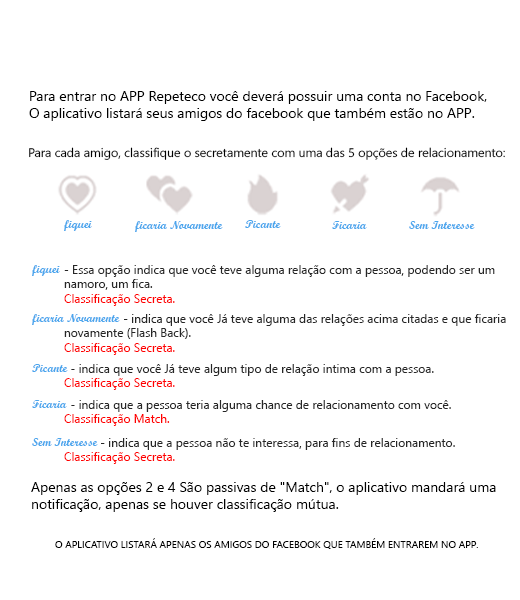 Para entrar no APP Repeteco você deverá possuir uma conta no Facebook,
O aplicativo listará seus amigos do facebook que também estão no APP.
Para cada amigo, classifique o secretamente com uma das 5 opções de relacionamento:
fiquei ficaria Novamente Picante Ficaria Sem Interesse
fiquei - Essa opção indica que você teve alguma relação com a pessoa, podendo ser um
namoro, um fica.
Classificação Secreta.
ficaria Novamente - indica que você Já teve alguma das relações acima citadas e que ficaria
novamente (Flash Back).
Classificação Secreta.
Picante - indica que você Já teve algum tipo de relação intima com a pessoa.
Classificação Secreta.
Ficaria - indica que a pessoa teria alguma chance de relacionamento com você.
Classificação Match.
Sem Interesse - indica que a pessoa não te interessa, para fins de relacionamento.
Classificação Secreta.
Apenas as opções 2 e 4 São passivas de "Match", o aplicativo mandará uma
notificação, apenas se houver classificação mútua.
O APLICATIVO LISTARÁ APENAS OS AMIGOS DO FACEBOOK QUE TAMBÉM ENTRAREM NO APP.